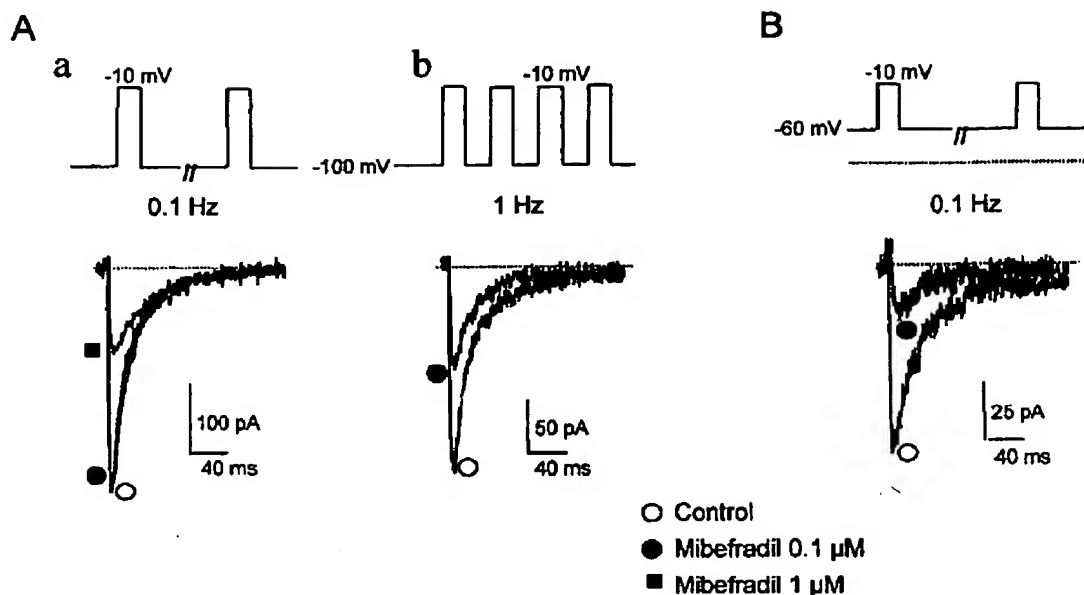 A
a
-10 mV
0.1 Hz
100 pA
40 ms
b
-10 mV
-100 mV
1 Hz
50 pA
40 ms
B
-10 mV
-60 mV
0.1 Hz
25 pA
40 ms
Control
Mibefradil 0.1 µM
Mibefradil 1 µM